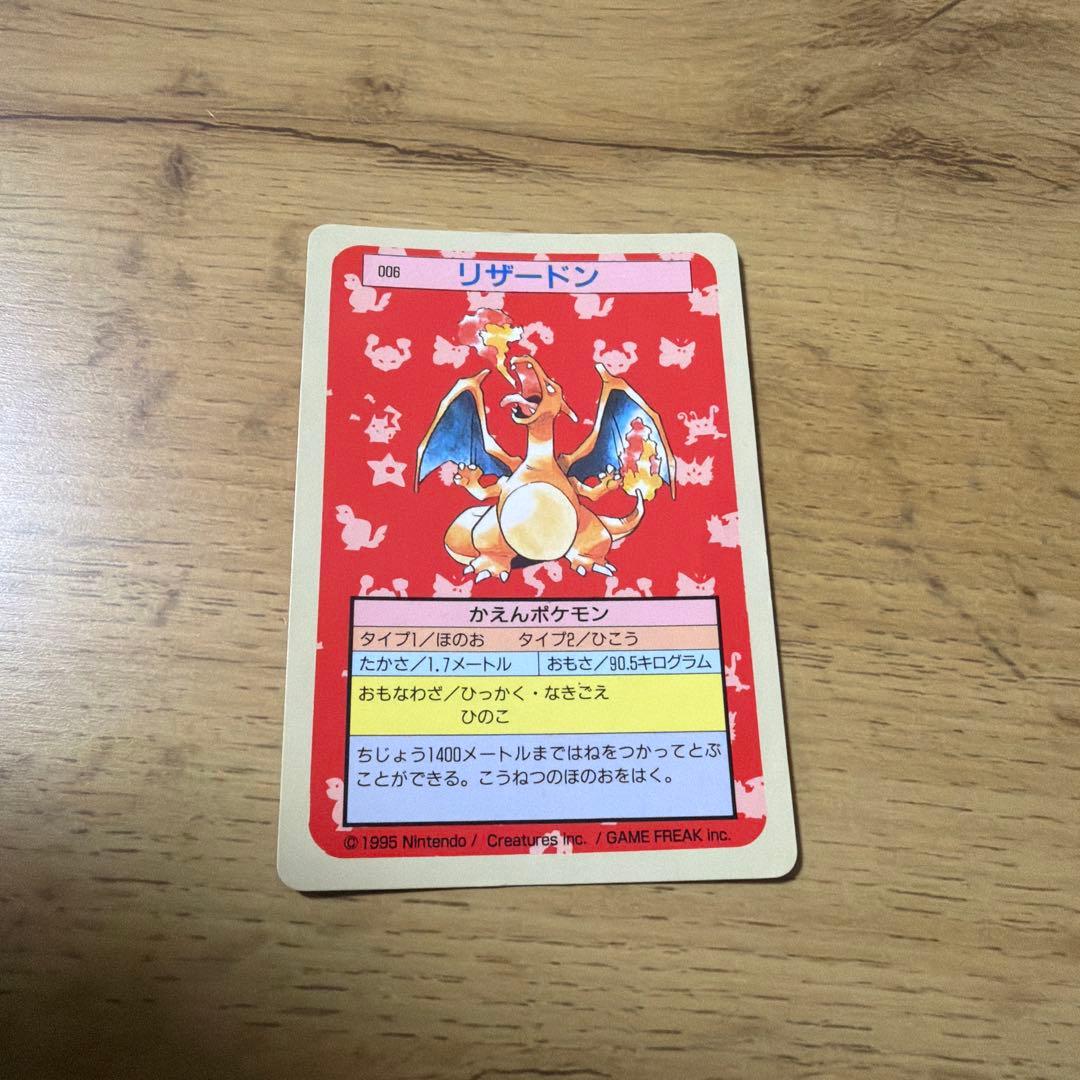 006 リザードン
かえんポケモン
タイプ1/ほのお タイプ2/ひこう
たかさ/1.7メートル おもさ/90.5キログラム
おもなわざ/ひっかく・なきごえ
ひのこ
ちじょう1400メートルまではねをつかってとぶ
ことができる。こうねつのほのおをはく。
©1995 Nintendo / Creatures inc. / GAME FREAK inc.